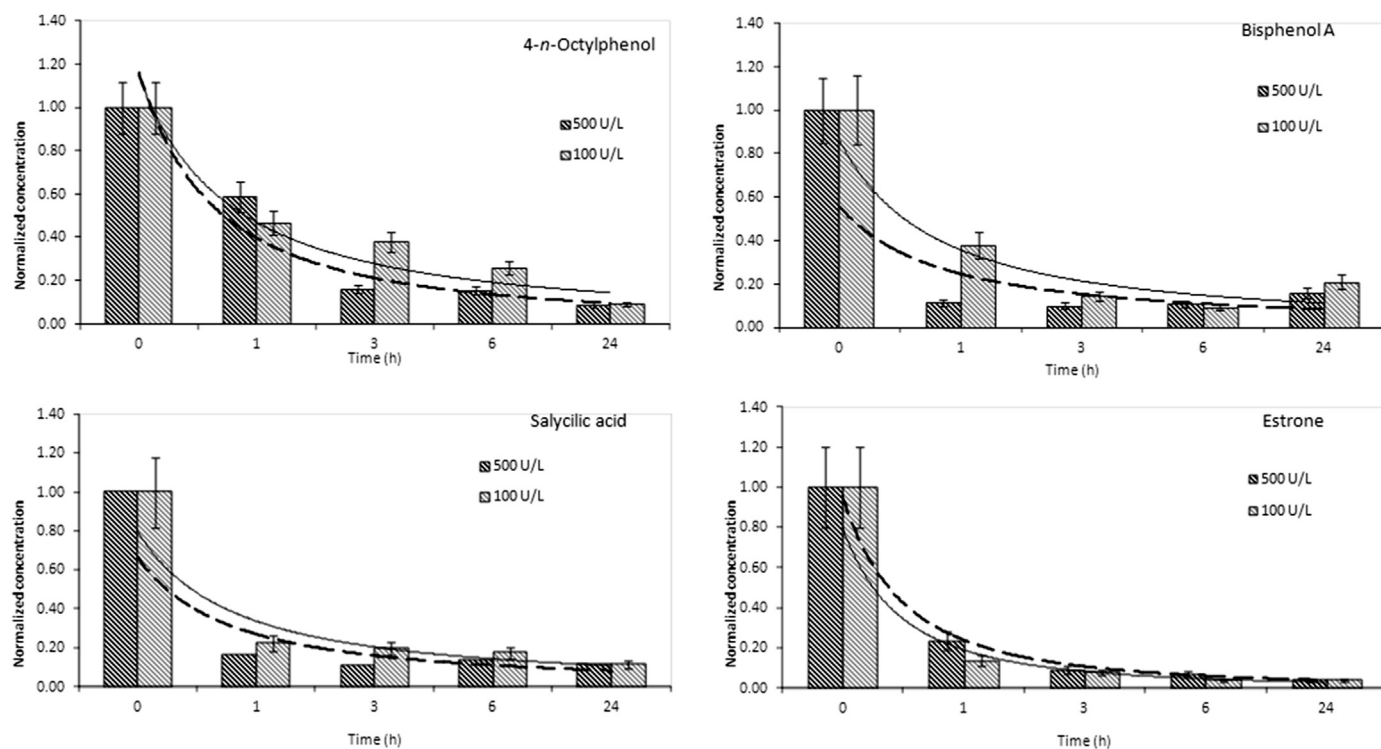 4-n-Octylphenol
Normalized concentration
1.40
1.20
1.00
0.80
0.60
0.40
0.20
0.00
500 U/L
100 U/L
0 1 3 6 24
Time (h)
Bisphenol A
Normalized concentration
1.40
1.20
1.00
0.80
0.60
0.40
0.20
0.00
500 U/L
100 U/L
0 1 3 6 24
Time (h)
Salycilic acid
Normalized concentration
1.40
1.20
1.00
0.80
0.60
0.40
0.20
0.00
500 U/L
100 U/L
0 1 3 6 24
Time (h)
Estrone
Normalized concentration
1.40
1.20
1.00
0.80
0.60
0.40
0.20
0.00
500 U/L
100 U/L
0 1 3 6 24
Time (h)